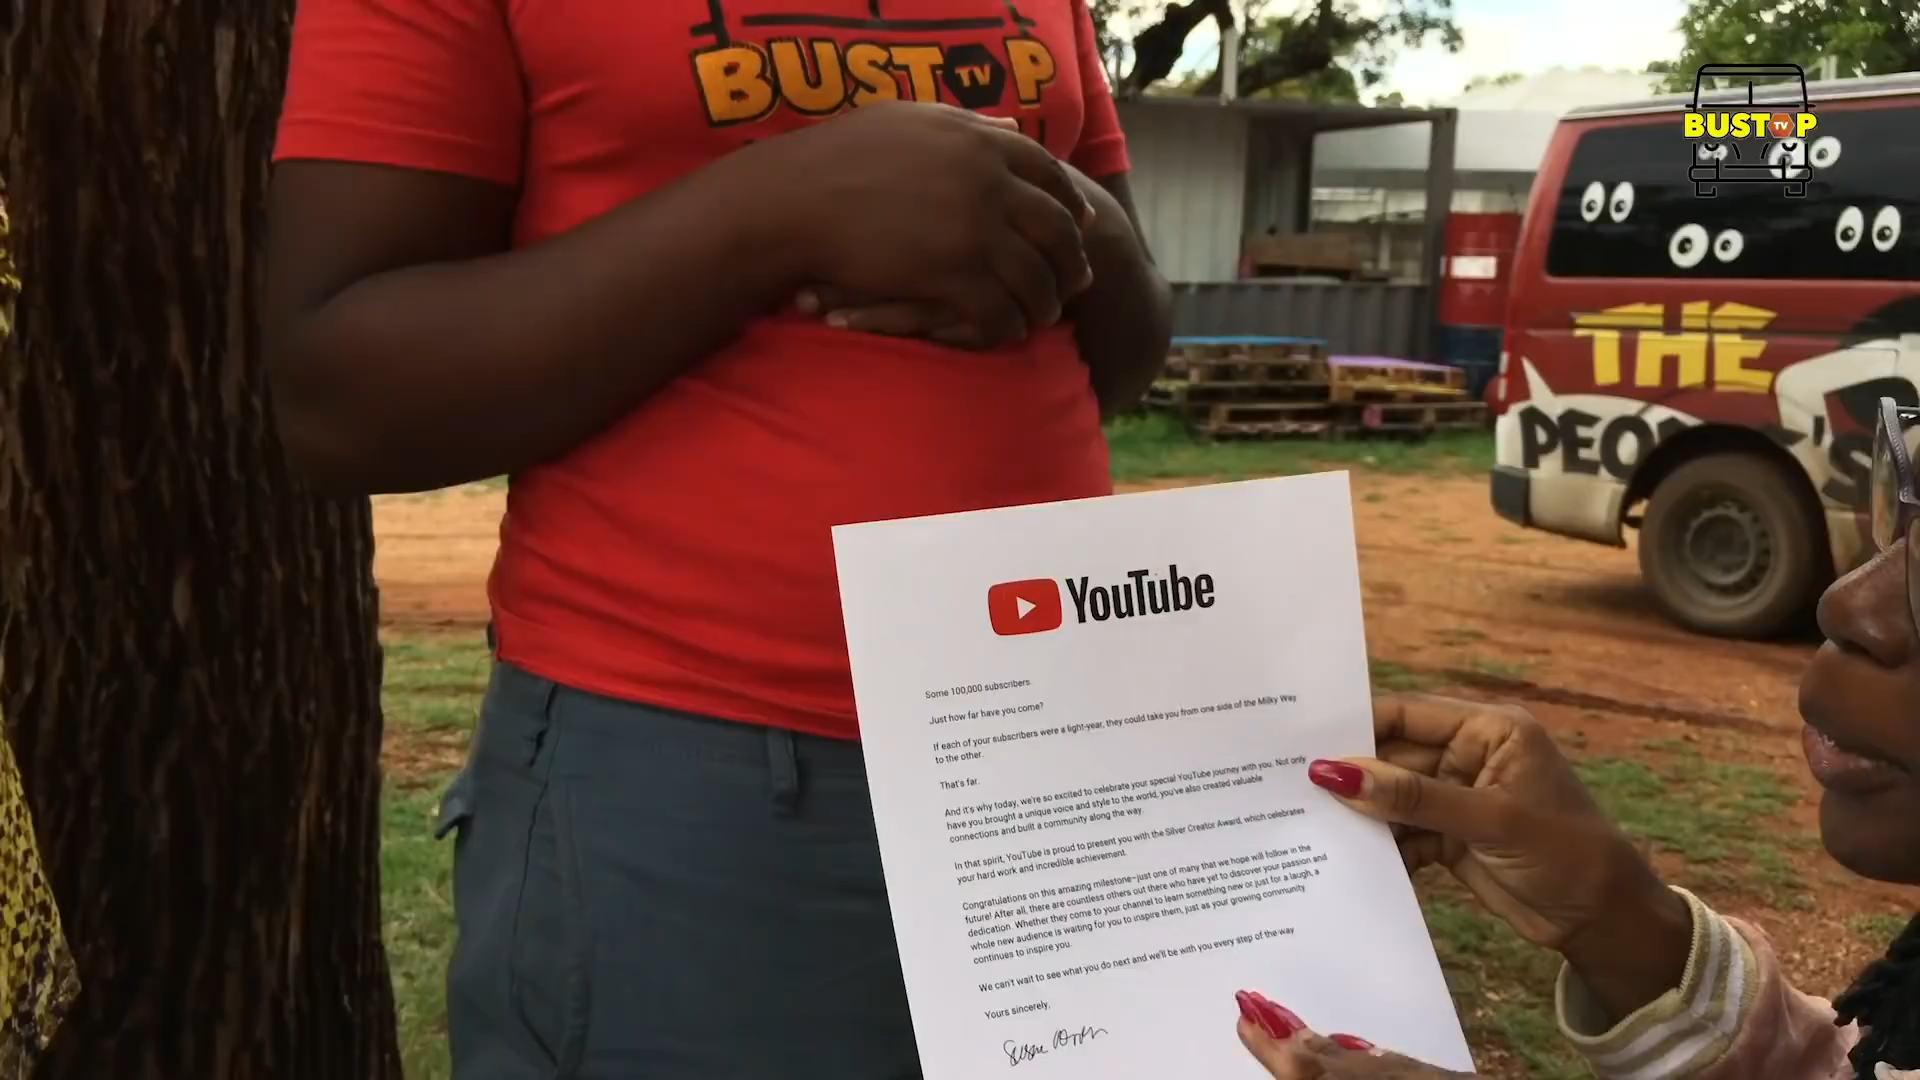 BUSTOP TV
BUSTOP TV
THE
PEOPLE'S
YouTube
Some 100,000 subscribers.
Just how far have you come?
If each of your subscribers were a light-year, they could take you from one side of the Milky Way
to the other.
That's far.
And it's why today, we're so excited to celebrate your special YouTube journey with you. Not only
have you brought a unique voice and style to the world, you've also created valuable
connections and built a community along the way.
In that spirit, YouTube is proud to present you with the Silver Creator Award, which celebrates
your hard work and incredible achievement.
Congratulations on this amazing milestone–just one of many that we hope will follow in the
future! After all, there are countless others out there who have yet to discover your passion and
dedication. Whether they come to your channel to learn something new or just for a laugh, a
whole new audience is waiting for you to inspire them, just as your growing community
continues to inspire you.
We can't wait to see what you do next and we'll be with you every step of the way
Yours sincerely,